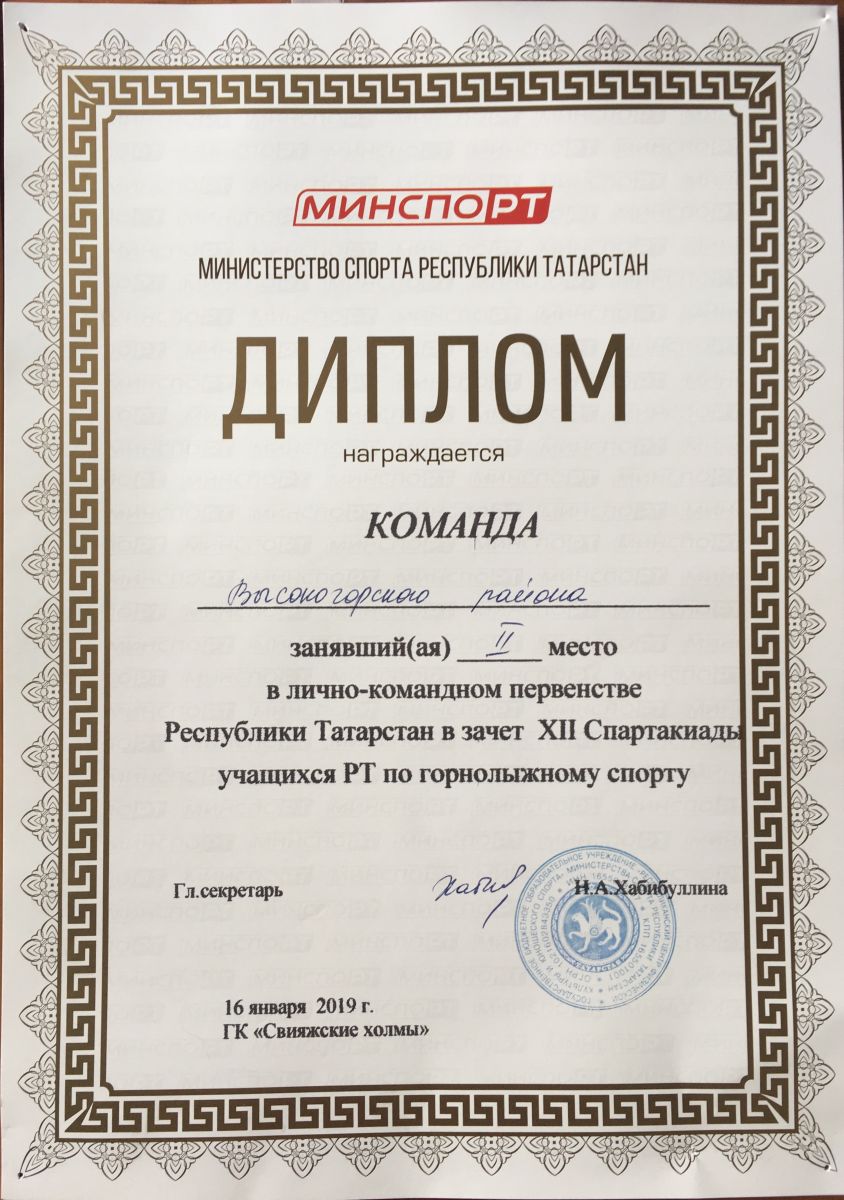 МИНСПОРТ
МИНИСТЕРСТВО СПОРТА РЕСПУБЛИКИ ТАТАРСТАН
ДИПЛОМ
награждается
КОМАНДА
Высокогорского района
занявший(ая) II место
в лично-командном первенстве
Республики Татарстан в зачет XII Спартакиады
учащихся РТ по горнолыжному спорту
Гл.секретарь Н.А.Хабибуллина
16 января 2019 г.
ГК «Свияжские холмы»